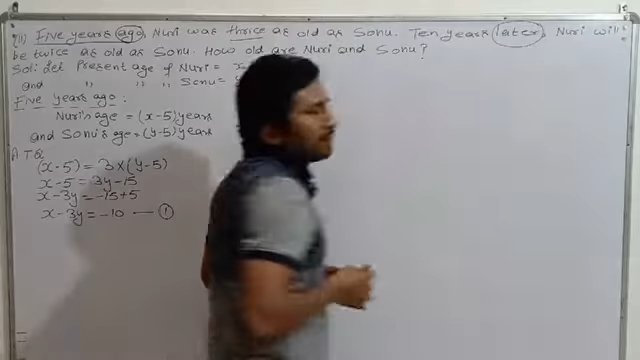 (ii) Five years ago, Nuri was thrice as old as Sonu. Ten years later, Nuri will
be twice as old as Sonu. How old are Nuri and Sonu?
Sol: Let Present age of Nuri = x
and " " " Sonu =
Five years ago:
Nuri's age = (x-5) years
and Sonu's age = (y-5) years
ATQ
(x-5) = 3×(y-5)
x-5 = 3y-15
x-3y = -15+5
x-3y = -10 — ①